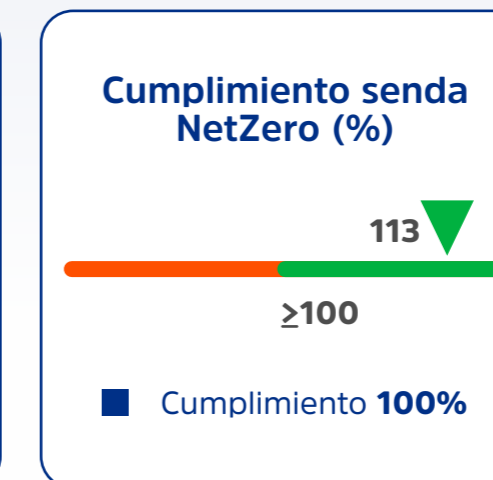 Cumplimiento senda
NetZero (%)
113
≥100
Cumplimiento 100%